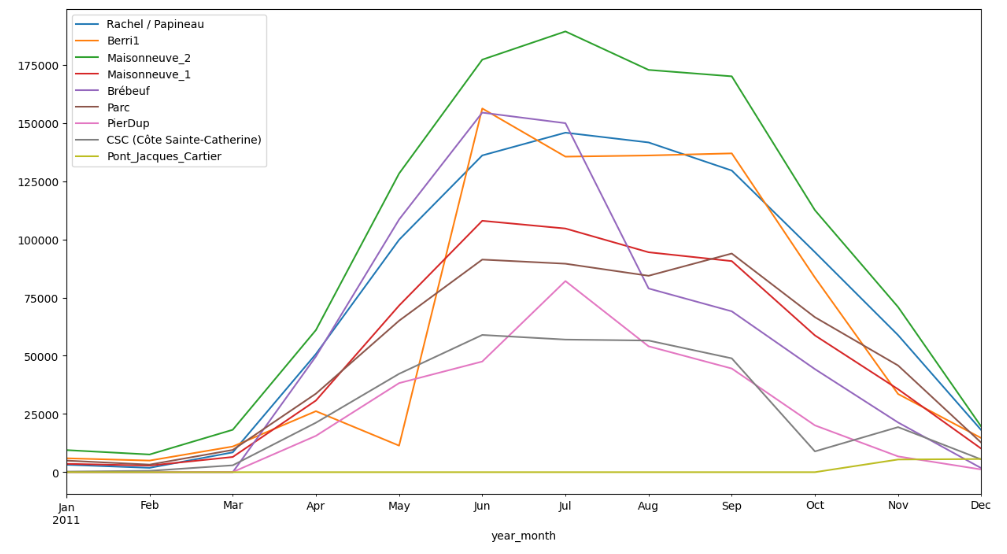 Rachel / Papineau
Berri1
Maisonneuve_2
Maisonneuve_1
Brébeuf
Parc
PierDup
CSC (Côte Sainte-Catherine)
Pont_Jacques_Cartier
175000
150000
125000
100000
75000
50000
25000
0
Jan Feb Mar Apr May Jun Jul Aug Sep Oct Nov Dec
2011
year_month